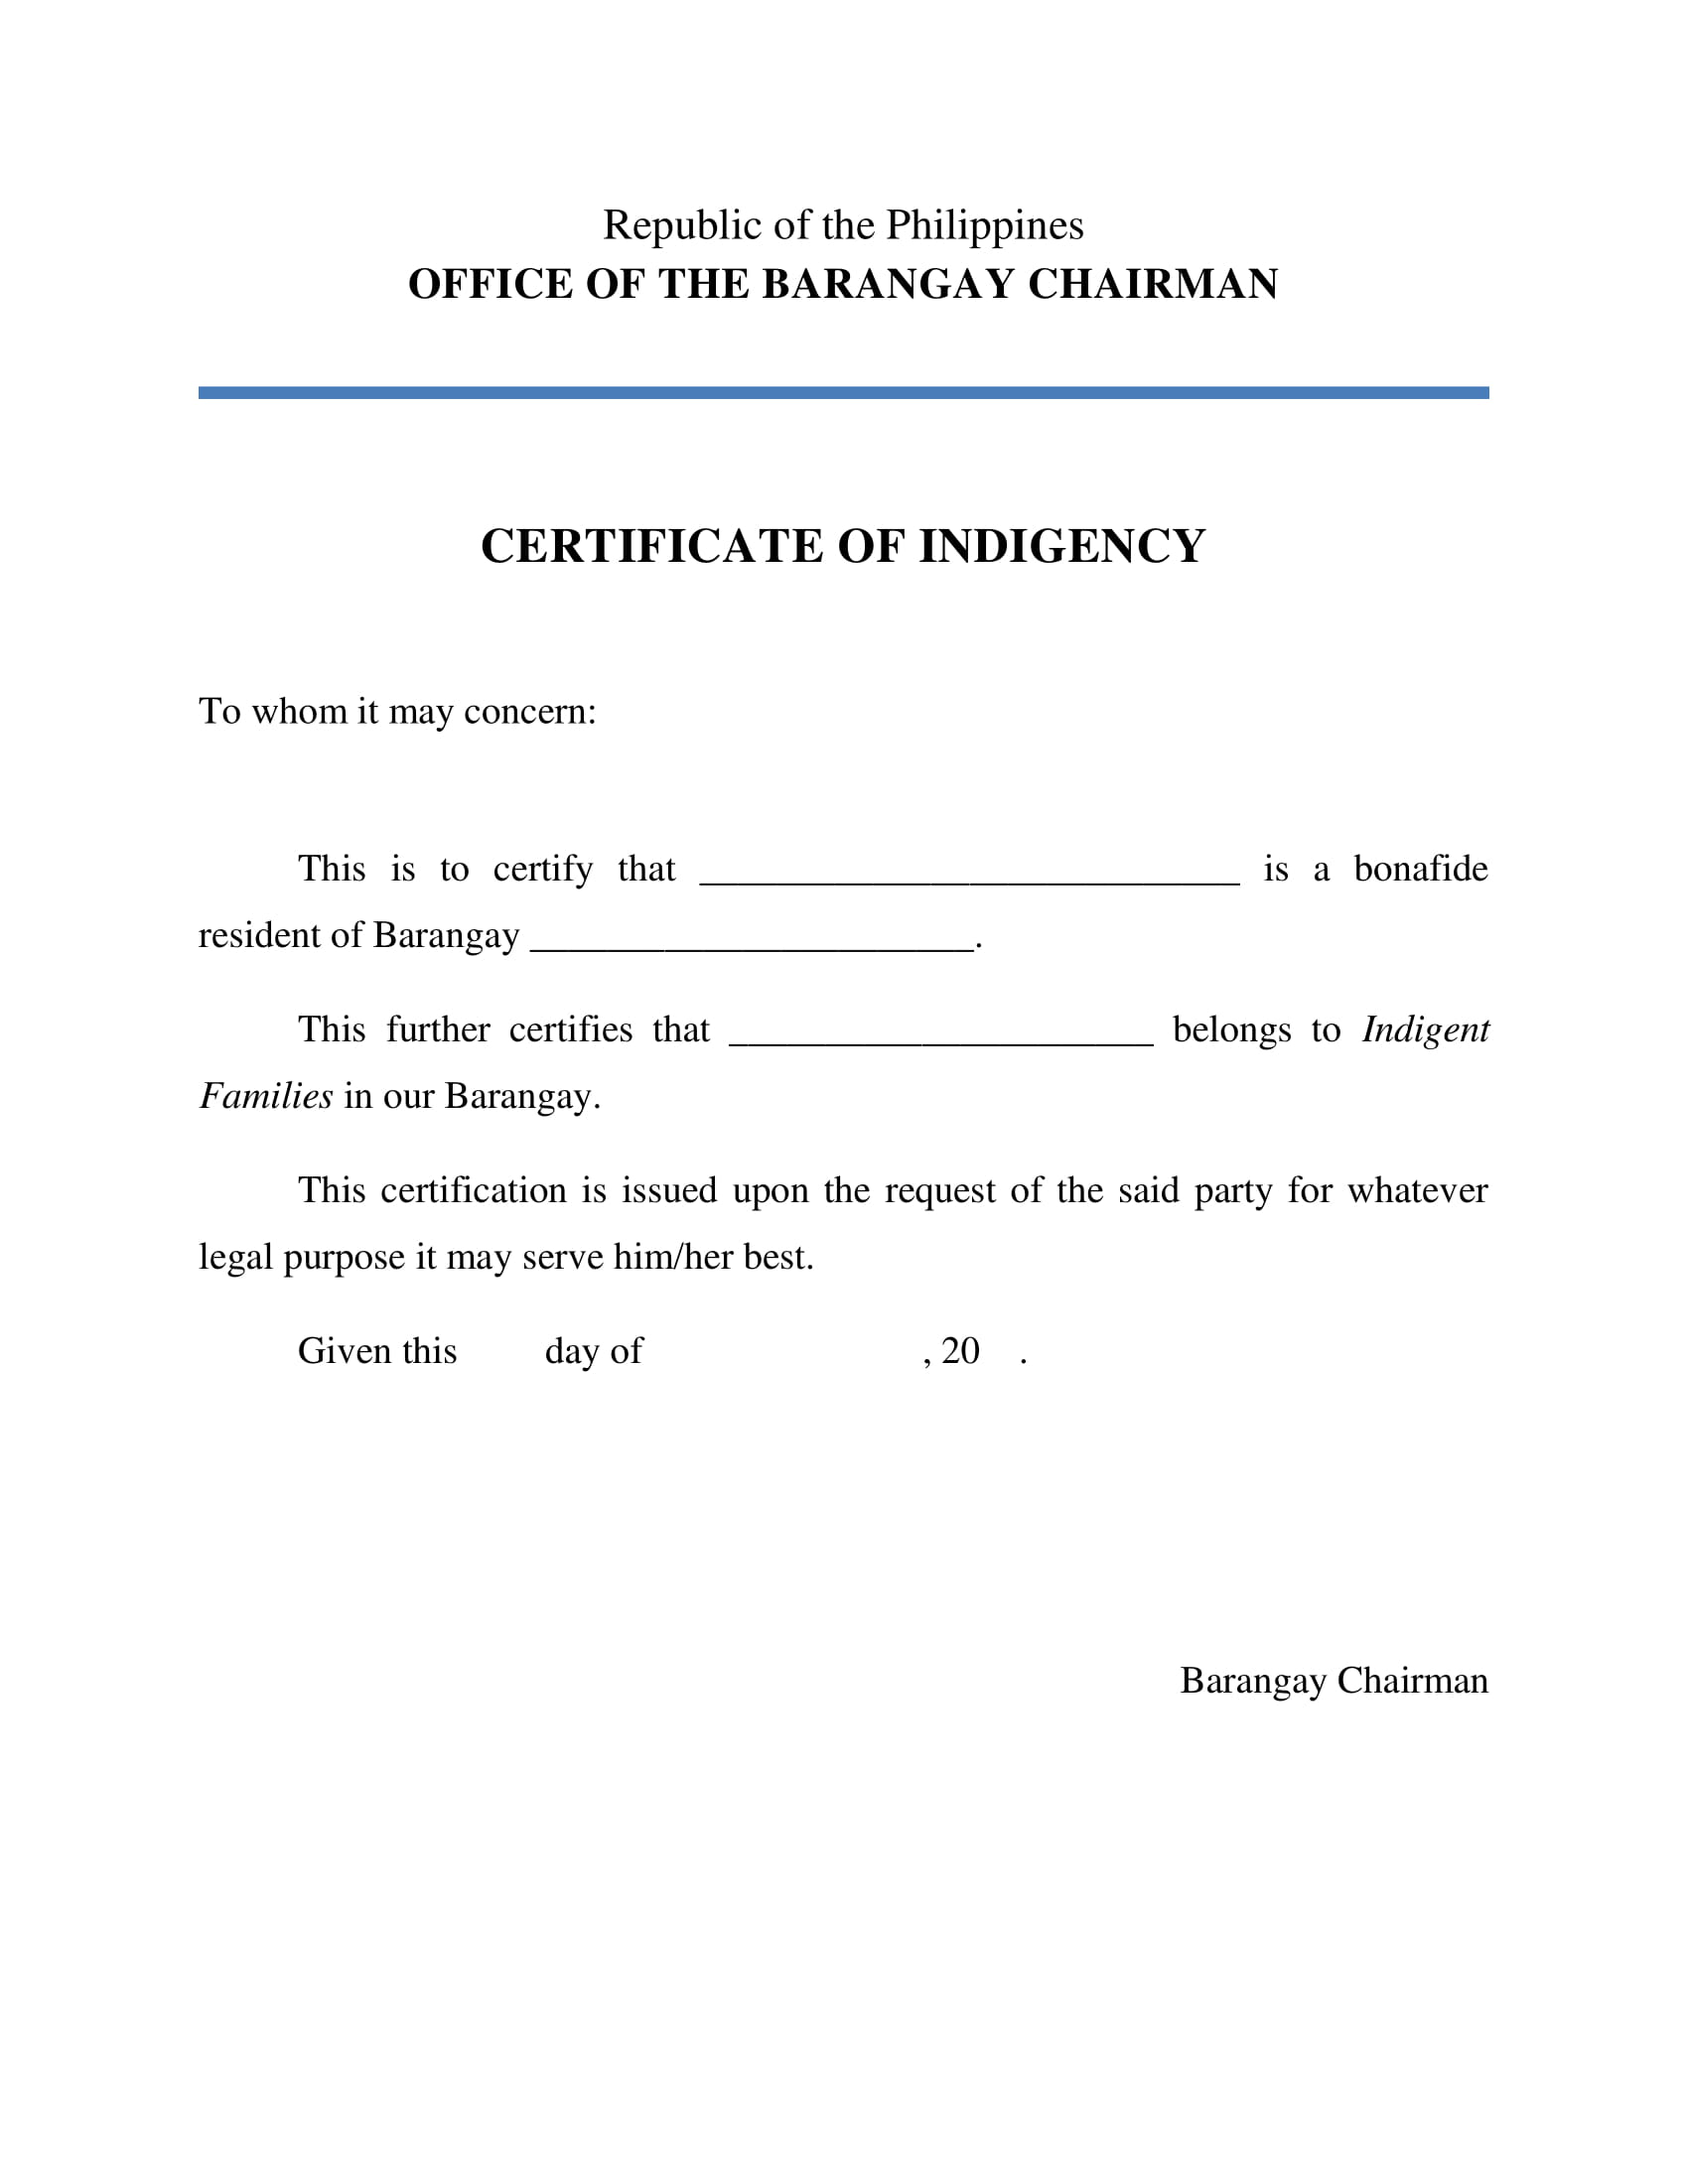 Republic of the Philippines
OFFICE OF THE BARANGAY CHAIRMAN
CERTIFICATE OF INDIGENCY
To whom it may concern:
This is to certify that ____________________________ is a bonafide
resident of Barangay _______________________.
This further certifies that ______________________ belongs to Indigent
Families in our Barangay.
This certification is issued upon the request of the said party for whatever
legal purpose it may serve him/her best.
Given this day of , 20 .
Barangay Chairman